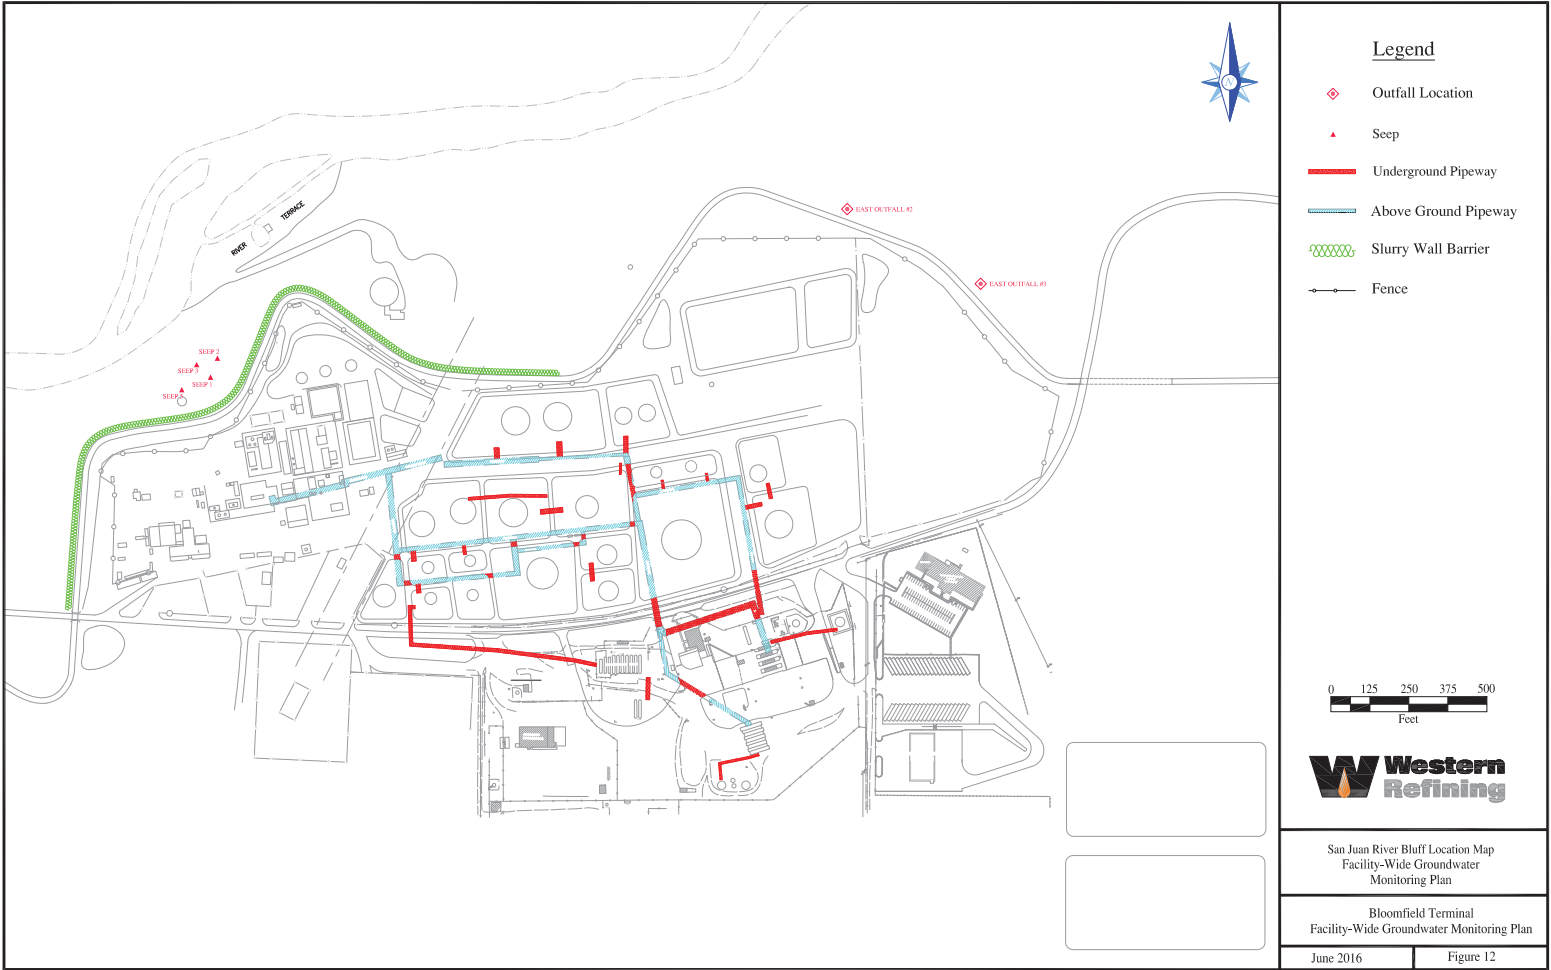 Legend
Outfall Location
Seep
Underground Pipeway
Above Ground Pipeway
Slurry Wall Barrier
Fence
N
RIVER TERRACE
EAST OUTFALL #2
EAST OUTFALL #3
SEEP 2
SEEP 3
SEEP 1
0 125 250 375 500
Feet
Western
Refining
San Juan River Bluff Location Map
Facility-Wide Groundwater
Monitoring Plan
Bloomfield Terminal
Facility-Wide Groundwater Monitoring Plan
June 2016
Figure 12